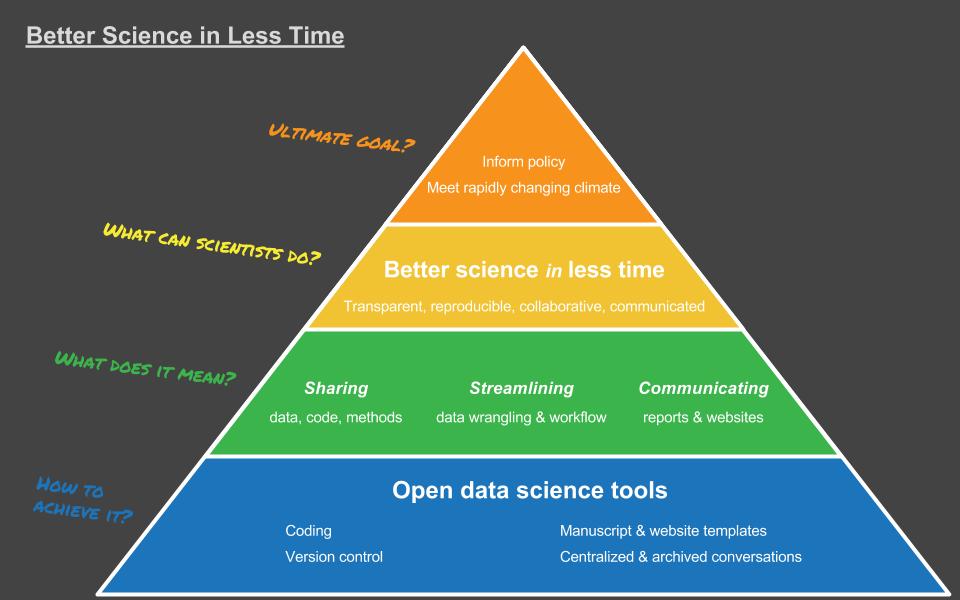 Better Science in Less Time
Ultimate goal?
Inform policy
Meet rapidly changing climate
What can scientists do?
Better science in less time
Transparent, reproducible, collaborative, communicated
What does it mean?
Sharing
data, code, methods
Streamlining
data wrangling & workflow
Communicating
reports & websites
How to
achieve it?
Open data science tools
Coding
Version control
Manuscript & website templates
Centralized & archived conversations